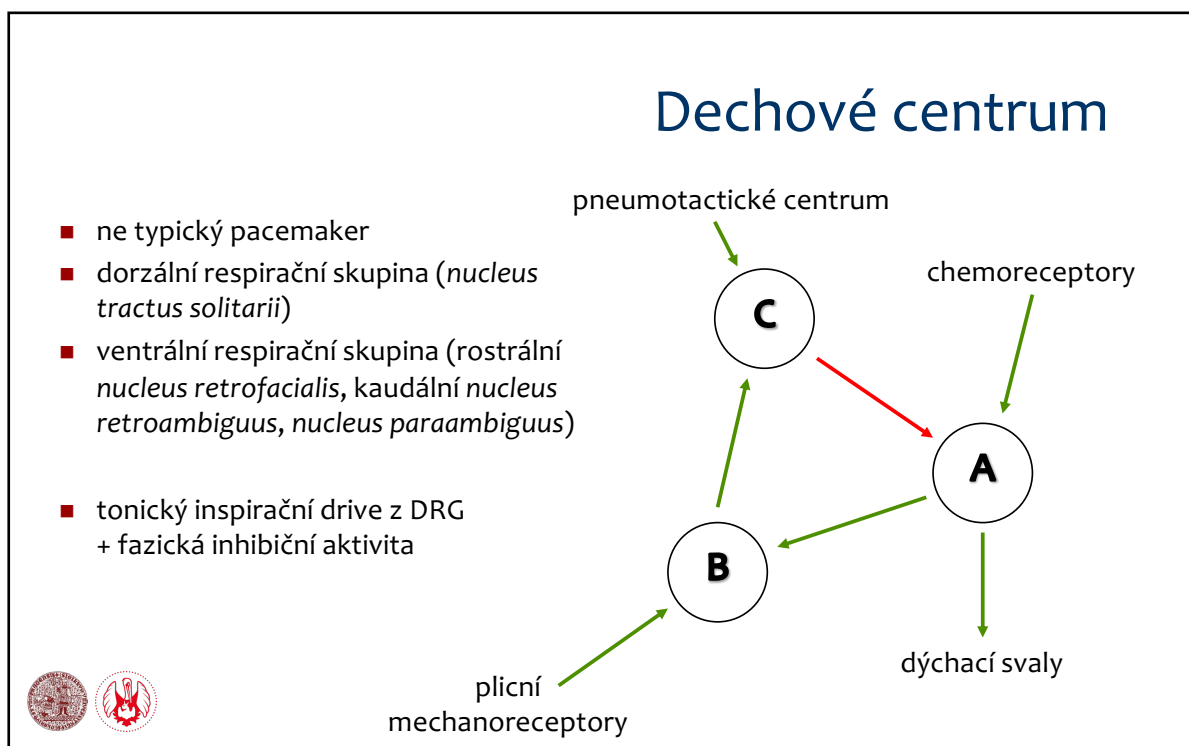 Dechové centrum
ne typický pacemaker
dorzální respirační skupina (nucleus
tractus solitarii)
ventrální respirační skupina (rostrální
nucleus retrofacialis, kaudální nucleus
retroambiguus, nucleus paraambiguus)
tonický inspirační drive z DRG
+ fazická inhibiční aktivita
pneumotactické centrum
chemoreceptory
C
A
B
dýchací svaly
plicní
mechanoreceptory